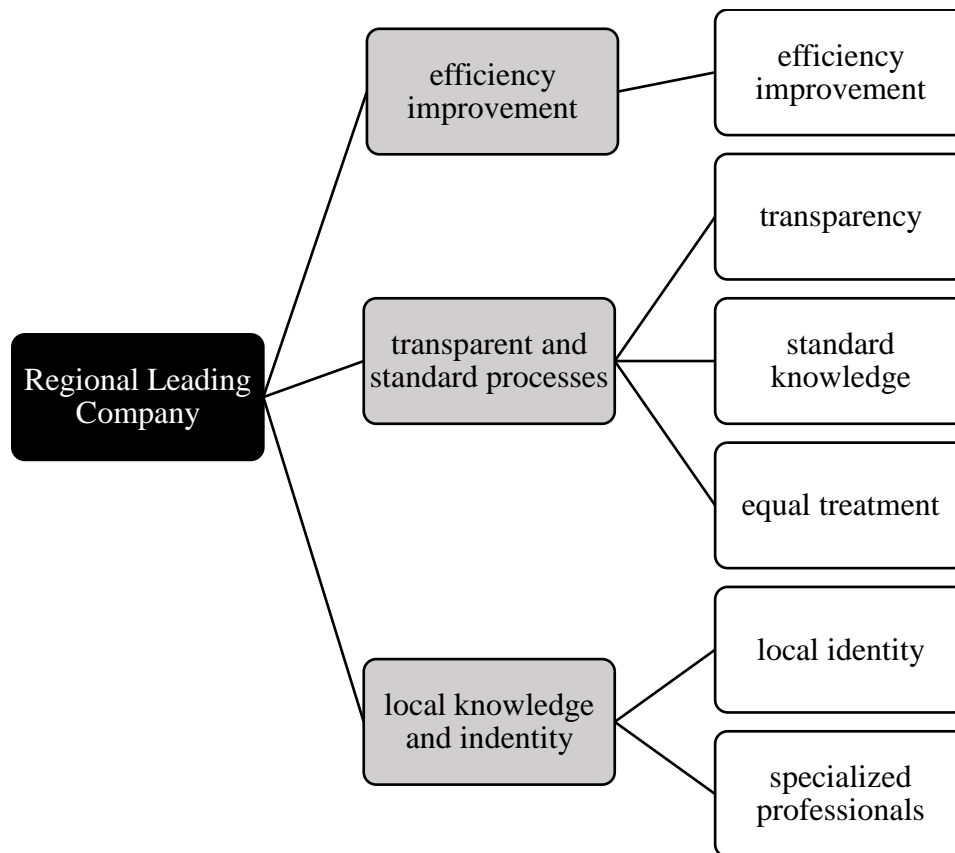 efficiency
improvement
efficiency
improvement
transparency
Regional Leading
Company
transparent and
standard processes
standard
knowledge
equal treatment
local knowledge
and indentity
local identity
specialized
professionals